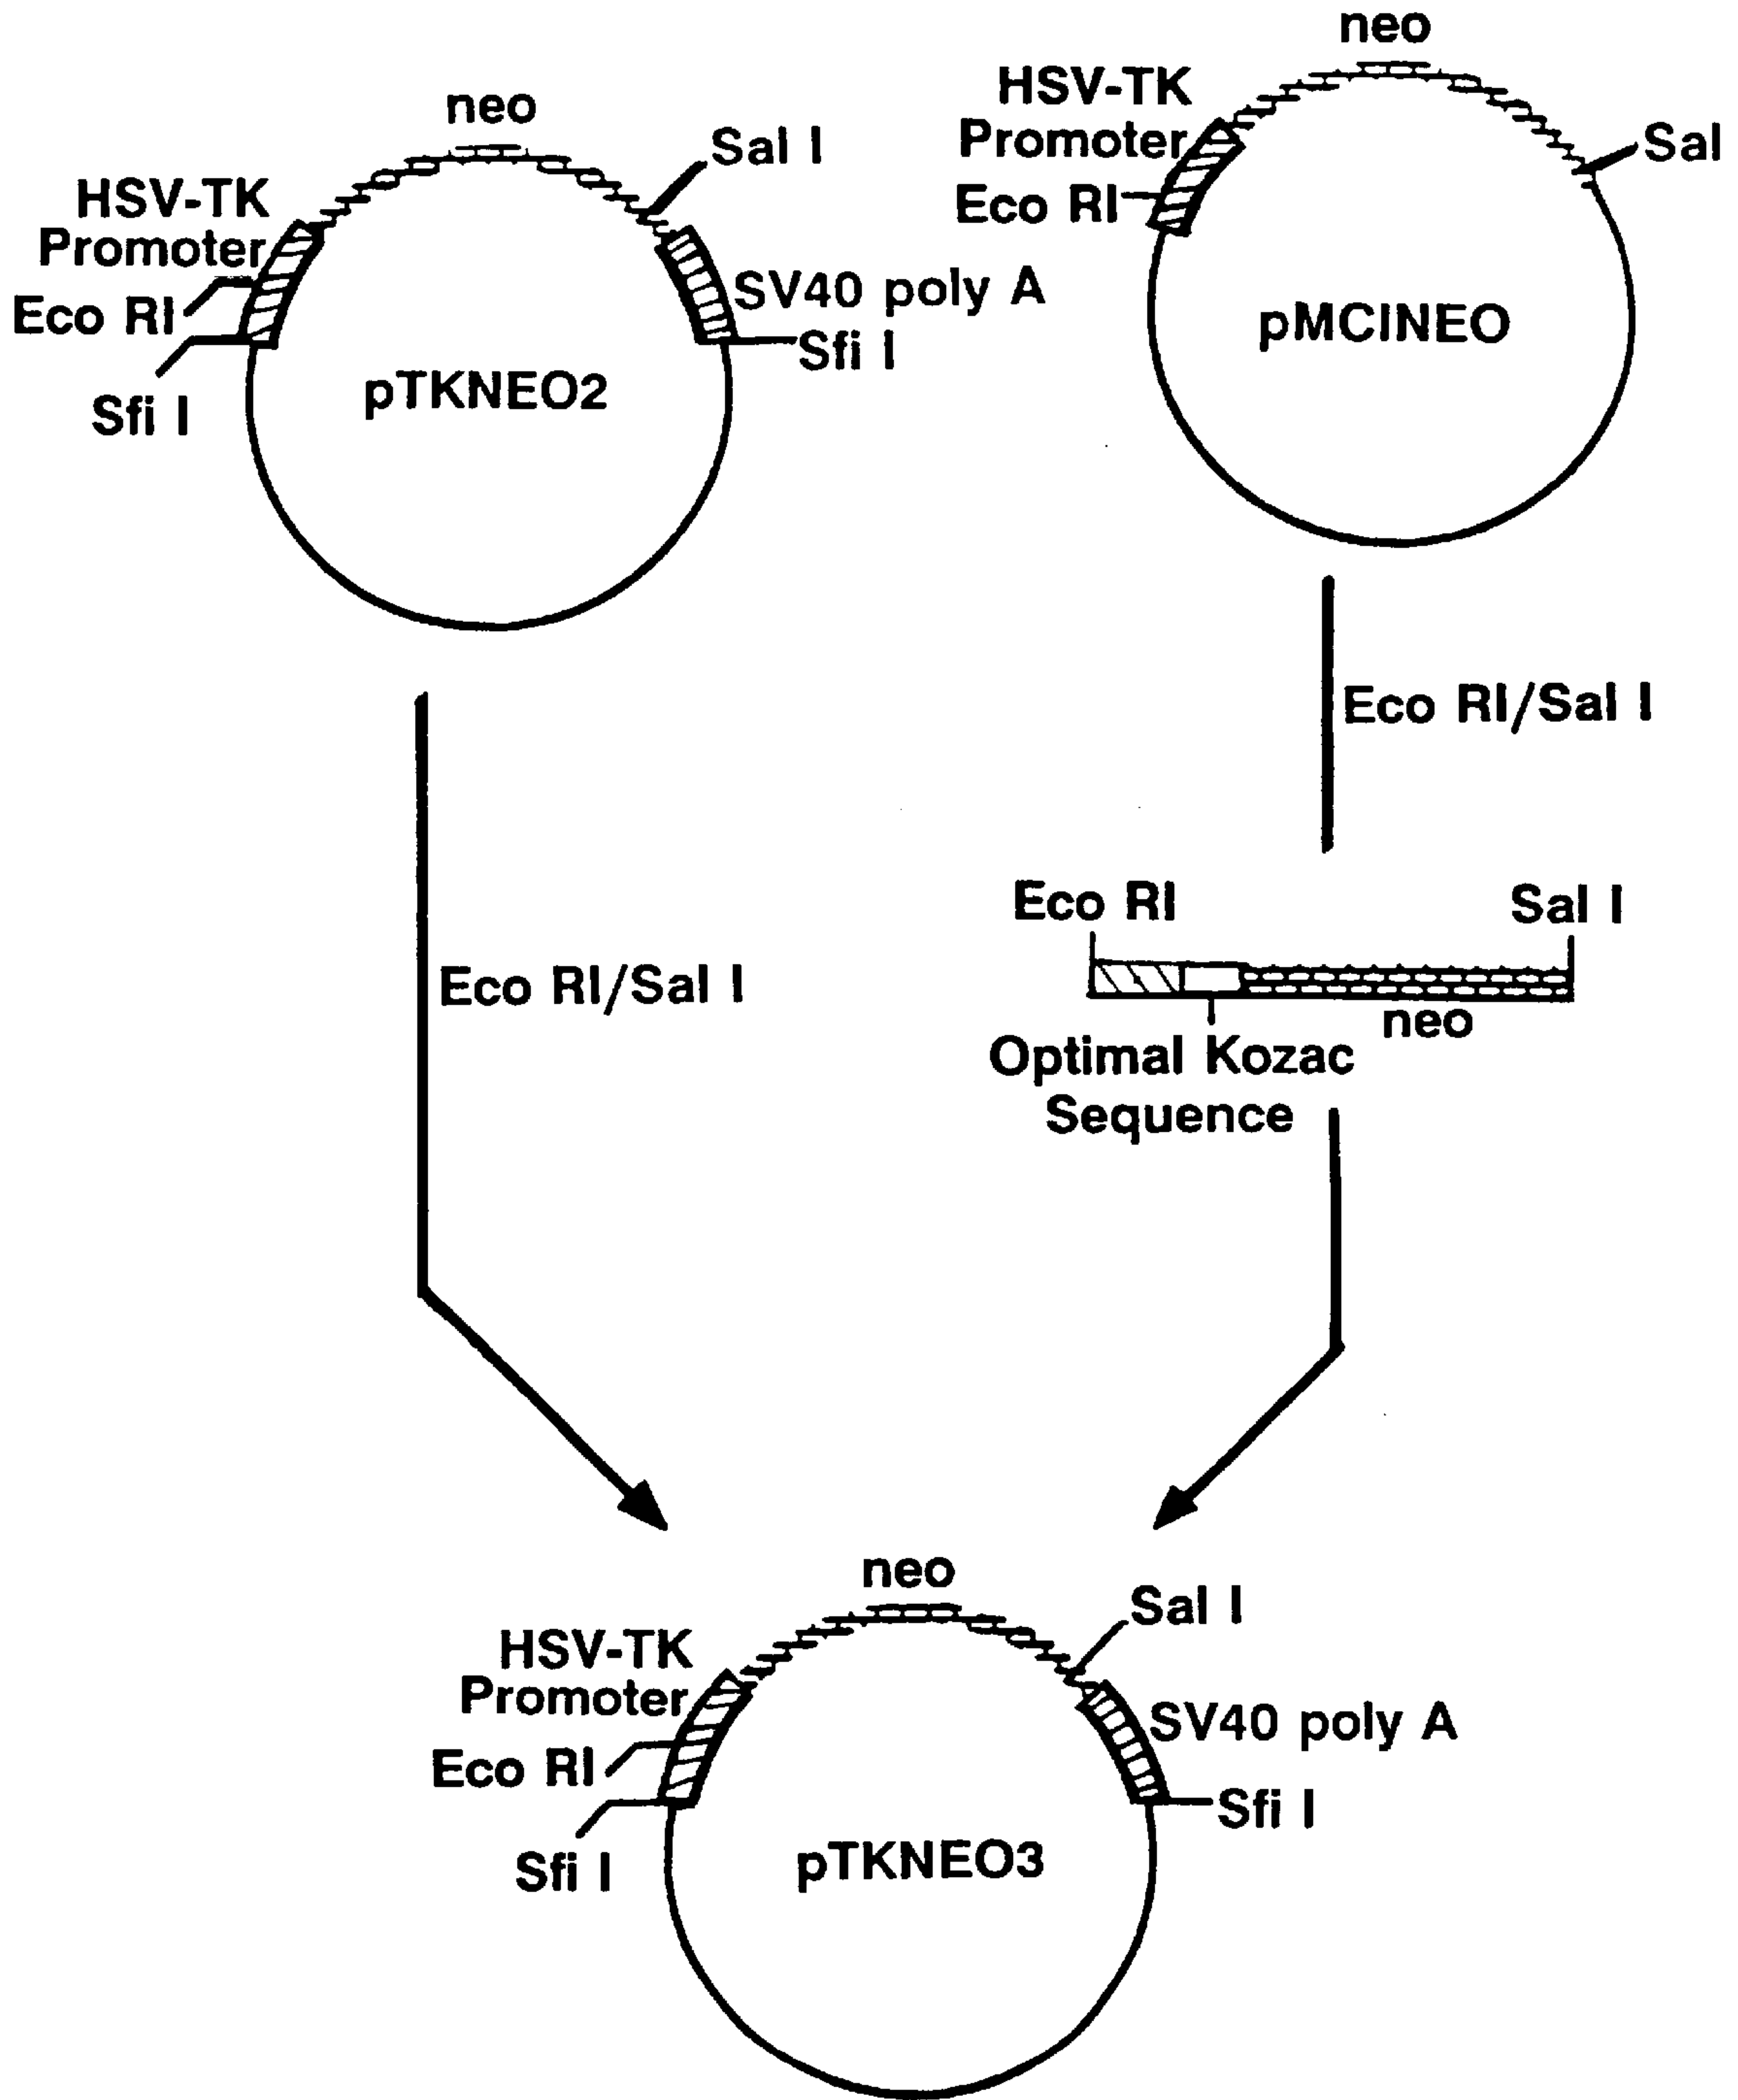 neo
HSV-TK
Promoter
Eco RI
Sfi I
Sal I
SV40 poly A
Sfi I
pTKNEO2
neo
HSV-TK
Promoter
Eco RI
Sal
pMCINEO
Eco RI/Sal I
Eco RI/Sal I
Eco RI
Sal I
neo
Optimal Kozac
Sequence
neo
HSV-TK
Promoter
Eco RI
Sfi I
Sal I
SV40 poly A
Sfi I
pTKNEO3